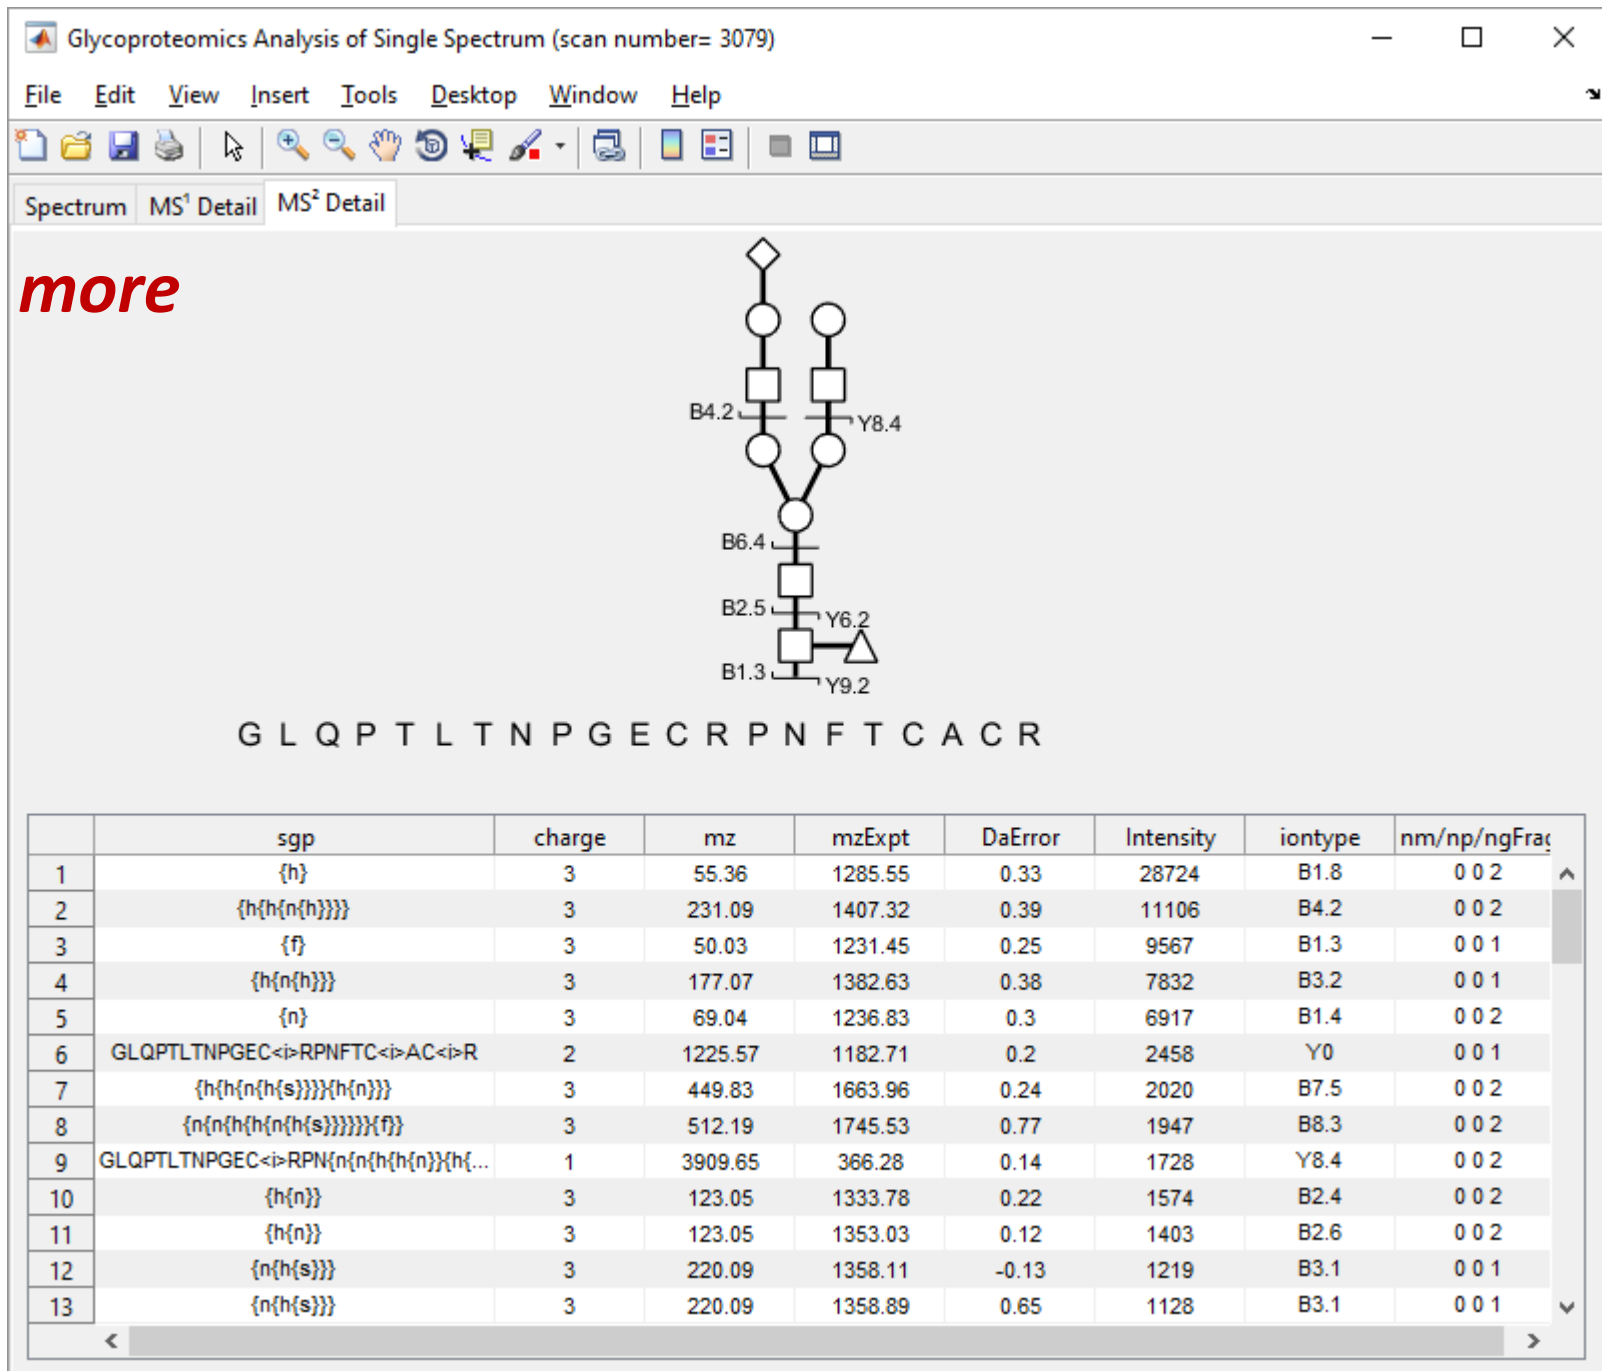 Glycoproteomics Analysis of Single Spectrum (scan number= 3079)
File Edit View Insert Tools Desktop Window Help
Spectrum MS¹ Detail MS² Detail
more
B4.2 Y8.4
B6.4
B2.5 Y6.2
B1.3 Y9.2
G L Q P T L T N P G E C R P N F T C A C R
sgp charge mz mzExpt DaError Intensity iontype nm/np/ngFrag
1 {h} 3 55.36 1285.55 0.33 28724 B1.8 0 0 2
2 {h{h{n{h}}}} 3 231.09 1407.32 0.39 11106 B4.2 0 0 2
3 {f} 3 50.03 1231.45 0.25 9567 B1.3 0 0 1
4 {h{n{h}}} 3 177.07 1382.63 0.38 7832 B3.2 0 0 1
5 {n} 3 69.04 1236.83 0.3 6917 B1.4 0 0 2
6 GLQPTLTNPGEC<i>RPNFTC<i>AC<i>R 2 1225.57 1182.71 0.2 2458 Y0 0 0 1
7 {h{h{n{h{s}}}}{h{n}}} 3 449.83 1663.96 0.24 2020 B7.5 0 0 2
8 {n{n{h{h{n{h{s}}}}}}{f}} 3 512.19 1745.53 0.77 1947 B8.3 0 0 2
9 GLQPTLTNPGEC<i>RPN{n{n{h{h{n}}{h{... 1 3909.65 366.28 0.14 1728 Y8.4 0 0 2
10 {h{n}} 3 123.05 1333.78 0.22 1574 B2.4 0 0 2
11 {h{n}} 3 123.05 1353.03 0.12 1403 B2.6 0 0 2
12 {n{h{s}}} 3 220.09 1358.11 -0.13 1219 B3.1 0 0 1
13 {n{h{s}}} 3 220.09 1358.89 0.65 1128 B3.1 0 0 1